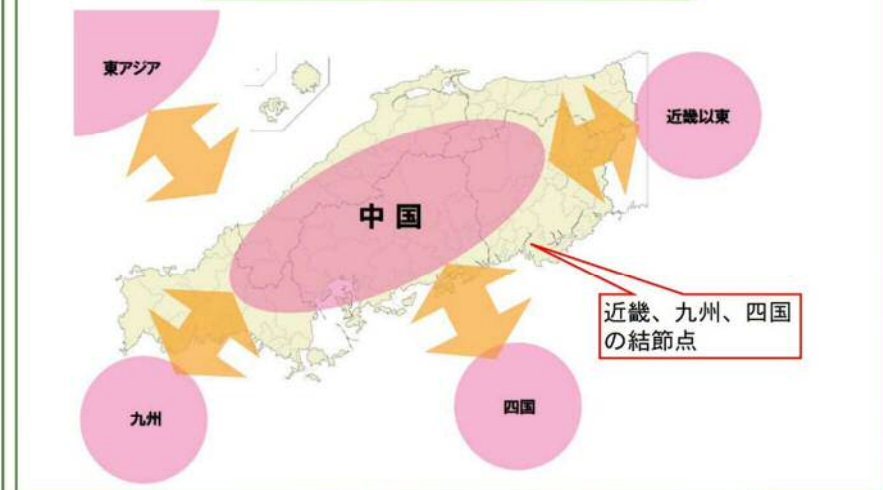 東アジア
近畿以東
中国
近畿、九州、四国
の結節点
九州
四国